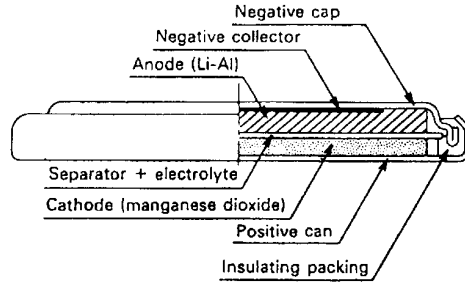 Negative cap
Negative collector
Anode (Li-Al)
Separator + electrolyte
Cathode (manganese dioxide)
Positive can
Insulating packing